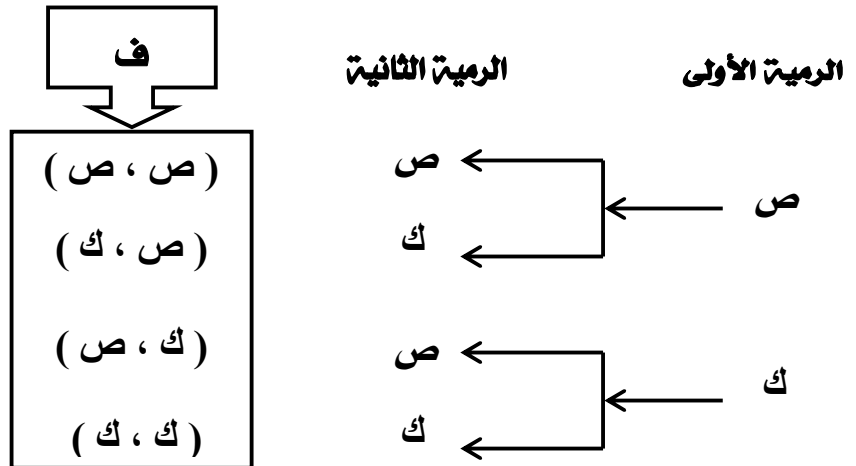 ف
الرمية الأولى
الرمية الثانية
ص
ص
( ص ، ص )
ك
( ص ، ك )
ك
ص
( ك ، ص )
ك
( ك ، ك )